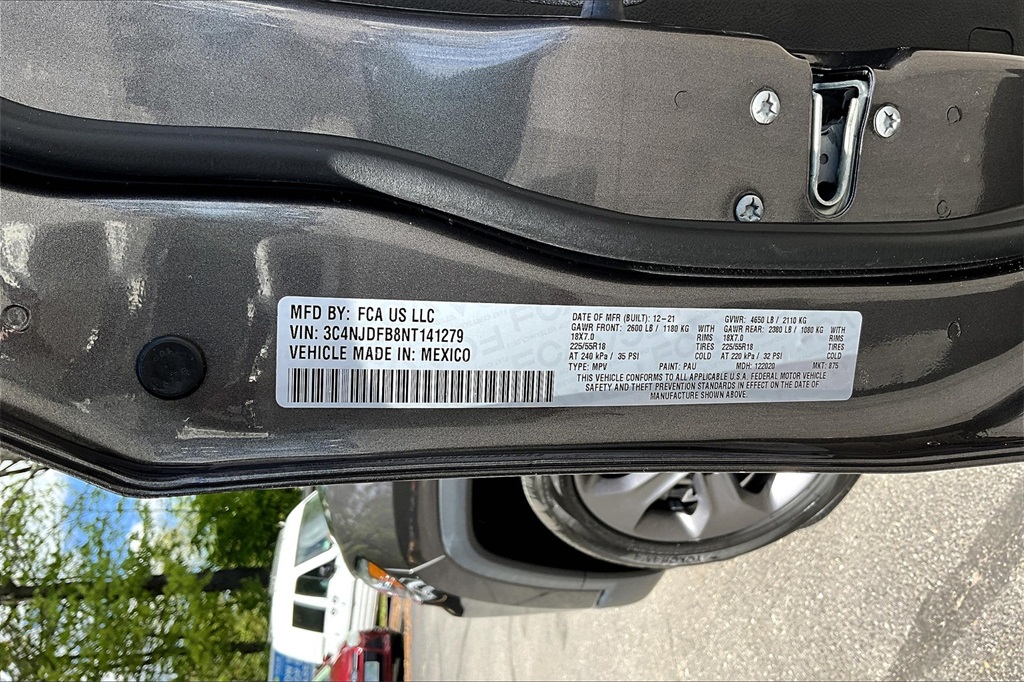 MFD BY: FCA US LLC
VIN: 3C4NJDFB8NT141279
VEHICLE MADE IN: MEXICO
DATE OF MFR (BUILT): 12-21 GVWR: 4650 LB / 2110 KG
GAWR FRONT: 2600 LB / 1180 KG WITH GAWR REAR: 2380 LB / 1080 KG WITH
18X7.0 RIMS 18X7.0 RIMS
225/55R18 TIRES 225/55R18 TIRES
AT 240 kPa / 35 PSI COLD AT 220 kPa / 32 PSI COLD
TYPE: MPV PAINT: PAU MDH: 122020 MKT: 875
THIS VEHICLE CONFORMS TO ALL APPLICABLE U.S.A. FEDERAL MOTOR VEHICLE
SAFETY AND THEFT PREVENTION STANDARDS IN EFFECT ON THE DATE OF
MANUFACTURE SHOWN ABOVE.